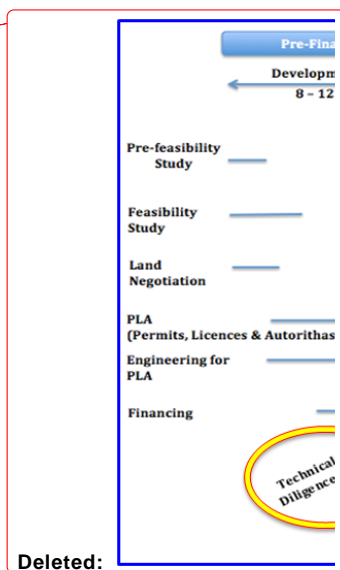 Pre-Fina
Developm
8 – 12
Pre-feasibility
Study
Feasibility
Study
Land
Negotiation
PLA
(Permits, Licences & Autorithas
Engineering for
PLA
Financing
Technical
Diligence
Deleted: